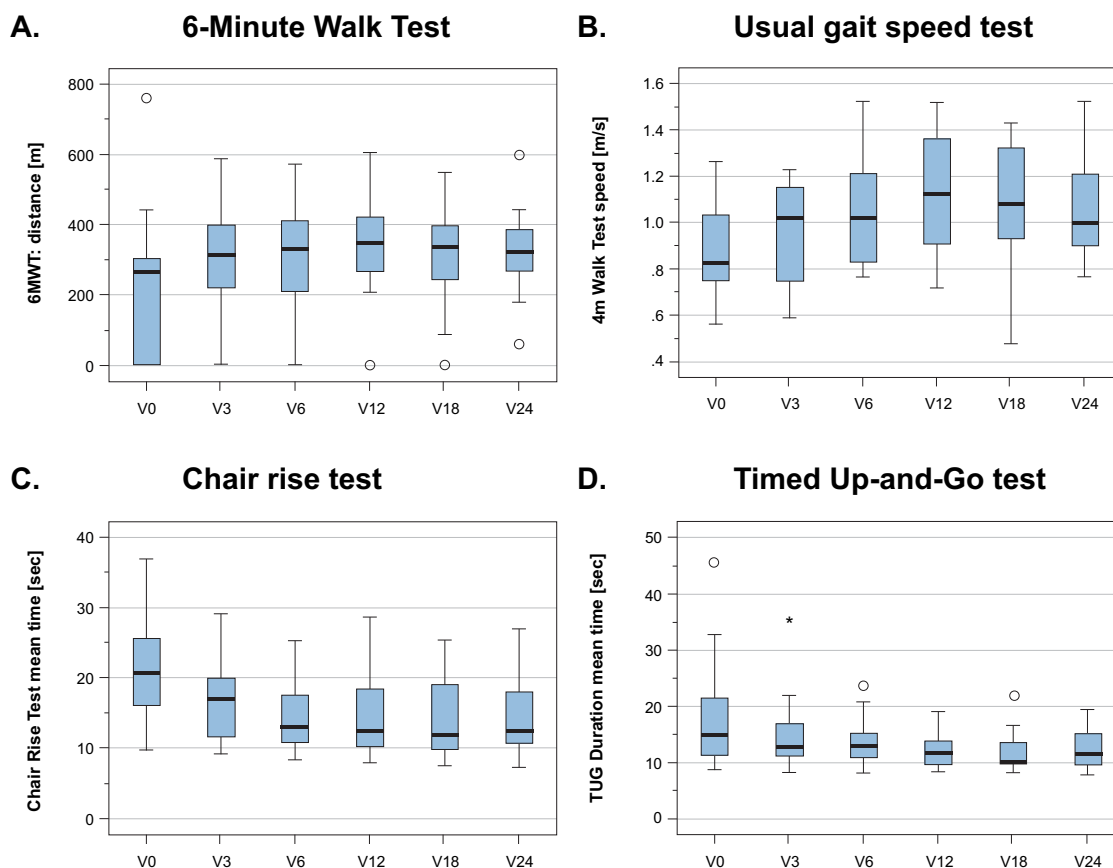 A. 6-Minute Walk Test
6MWT: distance [m]
800
600
400
200
0
V0 V3 V6 V12 V18 V24
B. Usual gait speed test
4m Walk Test speed [m/s]
1.6
1.4
1.2
1.0
.8
.6
.4
V0 V3 V6 V12 V18 V24
C. Chair rise test
Chair Rise Test mean time [sec]
40
30
20
10
0
V0 V3 V6 V12 V18 V24
D. Timed Up-and-Go test
TUG Duration mean time [sec]
50
40
30
20
10
0
V0 V3 V6 V12 V18 V24